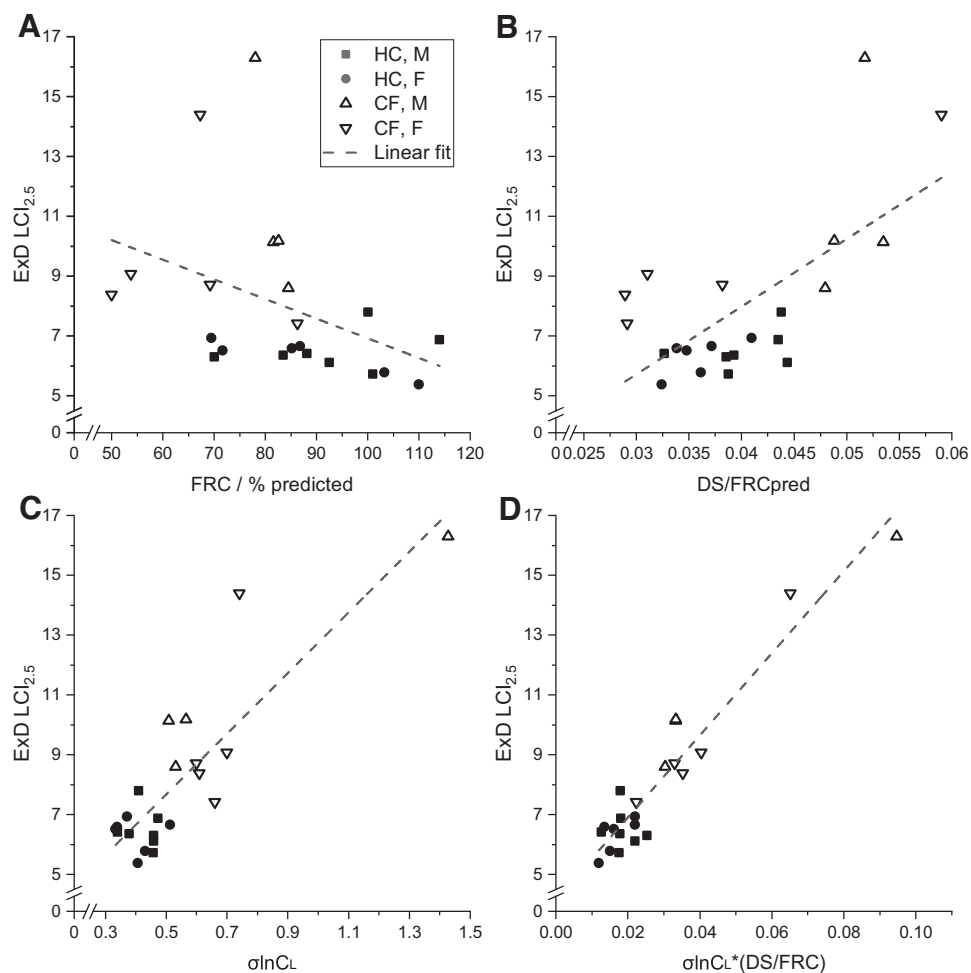 A
17
15
13
11
9
7
5
0
ExD LCI2.5
0 50 60 70 80 90 100 110 120
FRC / % predicted
HC, M
HC, F
CF, M
CF, F
Linear fit
B
17
15
13
11
9
7
5
0
ExD LCI2.5
0 0.025 0.03 0.035 0.04 0.045 0.05 0.055 0.06
DS/FRCpred
C
17
15
13
11
9
7
5
0
ExD LCI2.5
0 0.3 0.5 0.7 0.9 1.1 1.3 1.5
σlnCL
D
17
15
13
11
9
7
5
0
ExD LCI2.5
0.00 0.02 0.04 0.06 0.08 0.10
σlnCL*(DS/FRC)